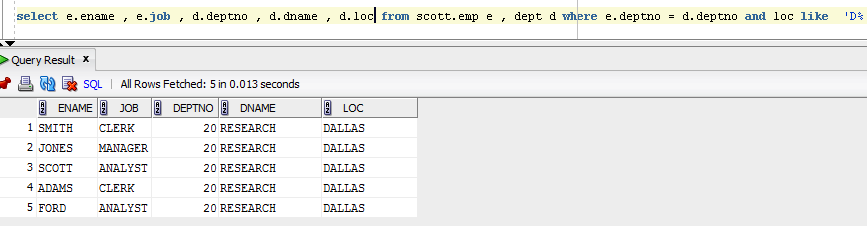 select e.ename , e.job , d.deptno , d.dname , d.loc from scott.emp e , dept d where e.deptno = d.deptno and loc like 'D%
Query Result x
SQL | All Rows Fetched: 5 in 0.013 seconds
ENAME JOB DEPTNO DNAME LOC
1 SMITH CLERK 20 RESEARCH DALLAS
2 JONES MANAGER 20 RESEARCH DALLAS
3 SCOTT ANALYST 20 RESEARCH DALLAS
4 ADAMS CLERK 20 RESEARCH DALLAS
5 FORD ANALYST 20 RESEARCH DALLAS